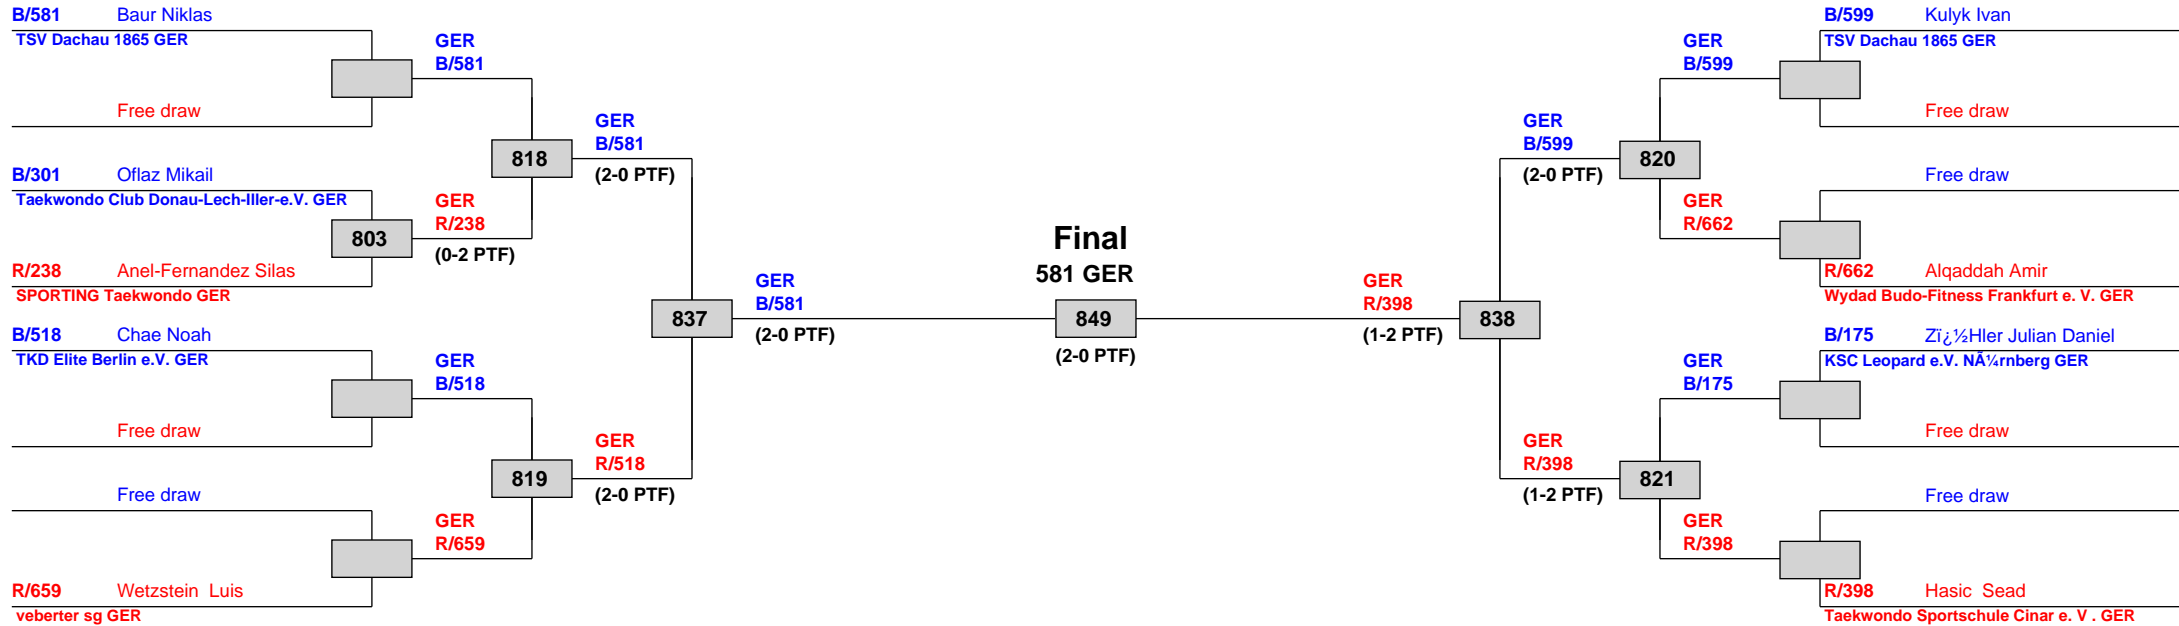 B/581 Baur Niklas
TSV Dachau 1865 GER
Free draw
B/301 Oflaz Mikail
Taekwondo Club Donau-Lech-Iller-e.V. GER
803
R/238 Anel-Fernandez Silas
SPORTING Taekwondo GER
B/518 Chae Noah
TKD Elite Berlin e.V. GER
Free draw
Free draw
R/659 Wetzstein Luis
veberter sg GER
GER
B/581
818
GER
R/238
(0-2 PTF)
GER
B/518
819
GER
R/659
GER
B/581
(2-0 PTF)
837
GER
R/518
(2-0 PTF)
GER
B/581
(2-0 PTF)
Final
581 GER
849
(2-0 PTF)
GER
R/398
(1-2 PTF)
838
GER
B/599
(2-0 PTF)
GER
R/398
(1-2 PTF)
GER
B/599
820
GER
R/662
GER
B/175
821
GER
R/398
B/599 Kulyk Ivan
TSV Dachau 1865 GER
Free draw
Free draw
R/662 Alqaddah Amir
Wydad Budo-Fitness Frankfurt e. V. GER
B/175 Zï¿½Hler Julian Daniel
KSC Leopard e.V. NÃ¼rnberg GER
Free draw
Free draw
R/398 Hasic Sead
Taekwondo Sportschule Cinar e. V . GER